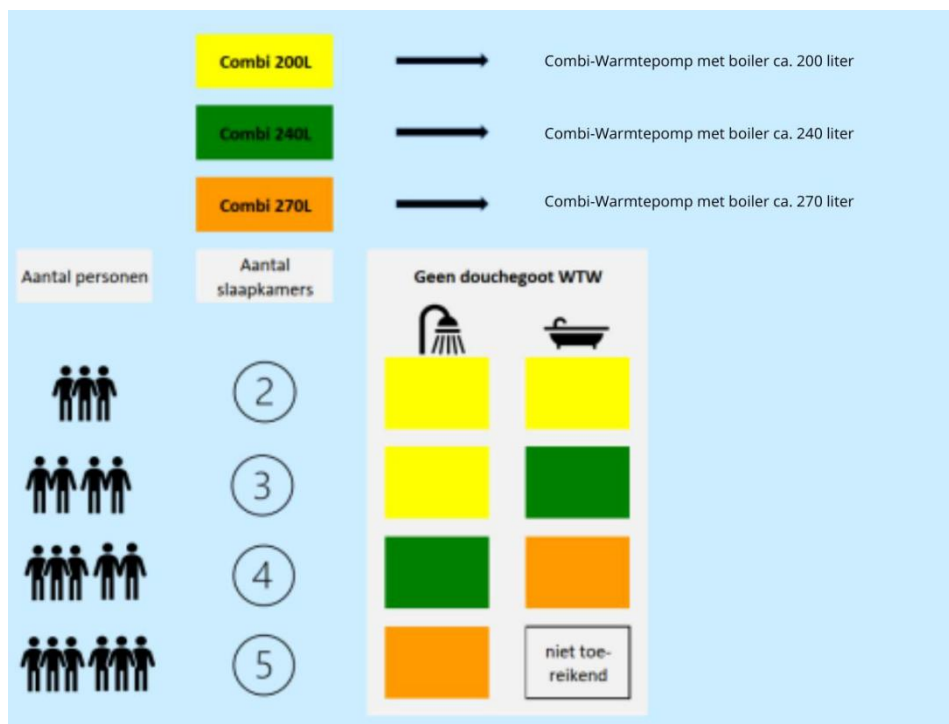 Combi 200L
Combi-Warmtepomp met boiler ca. 200 liter
Combi 240L
Combi-Warmtepomp met boiler ca. 240 liter
Combi 270L
Combi-Warmtepomp met boiler ca. 270 liter
Aantal personen
Aantal
slaapkamers
Geen douchegoot WTW
2
3
4
5
niet toe-
reikend